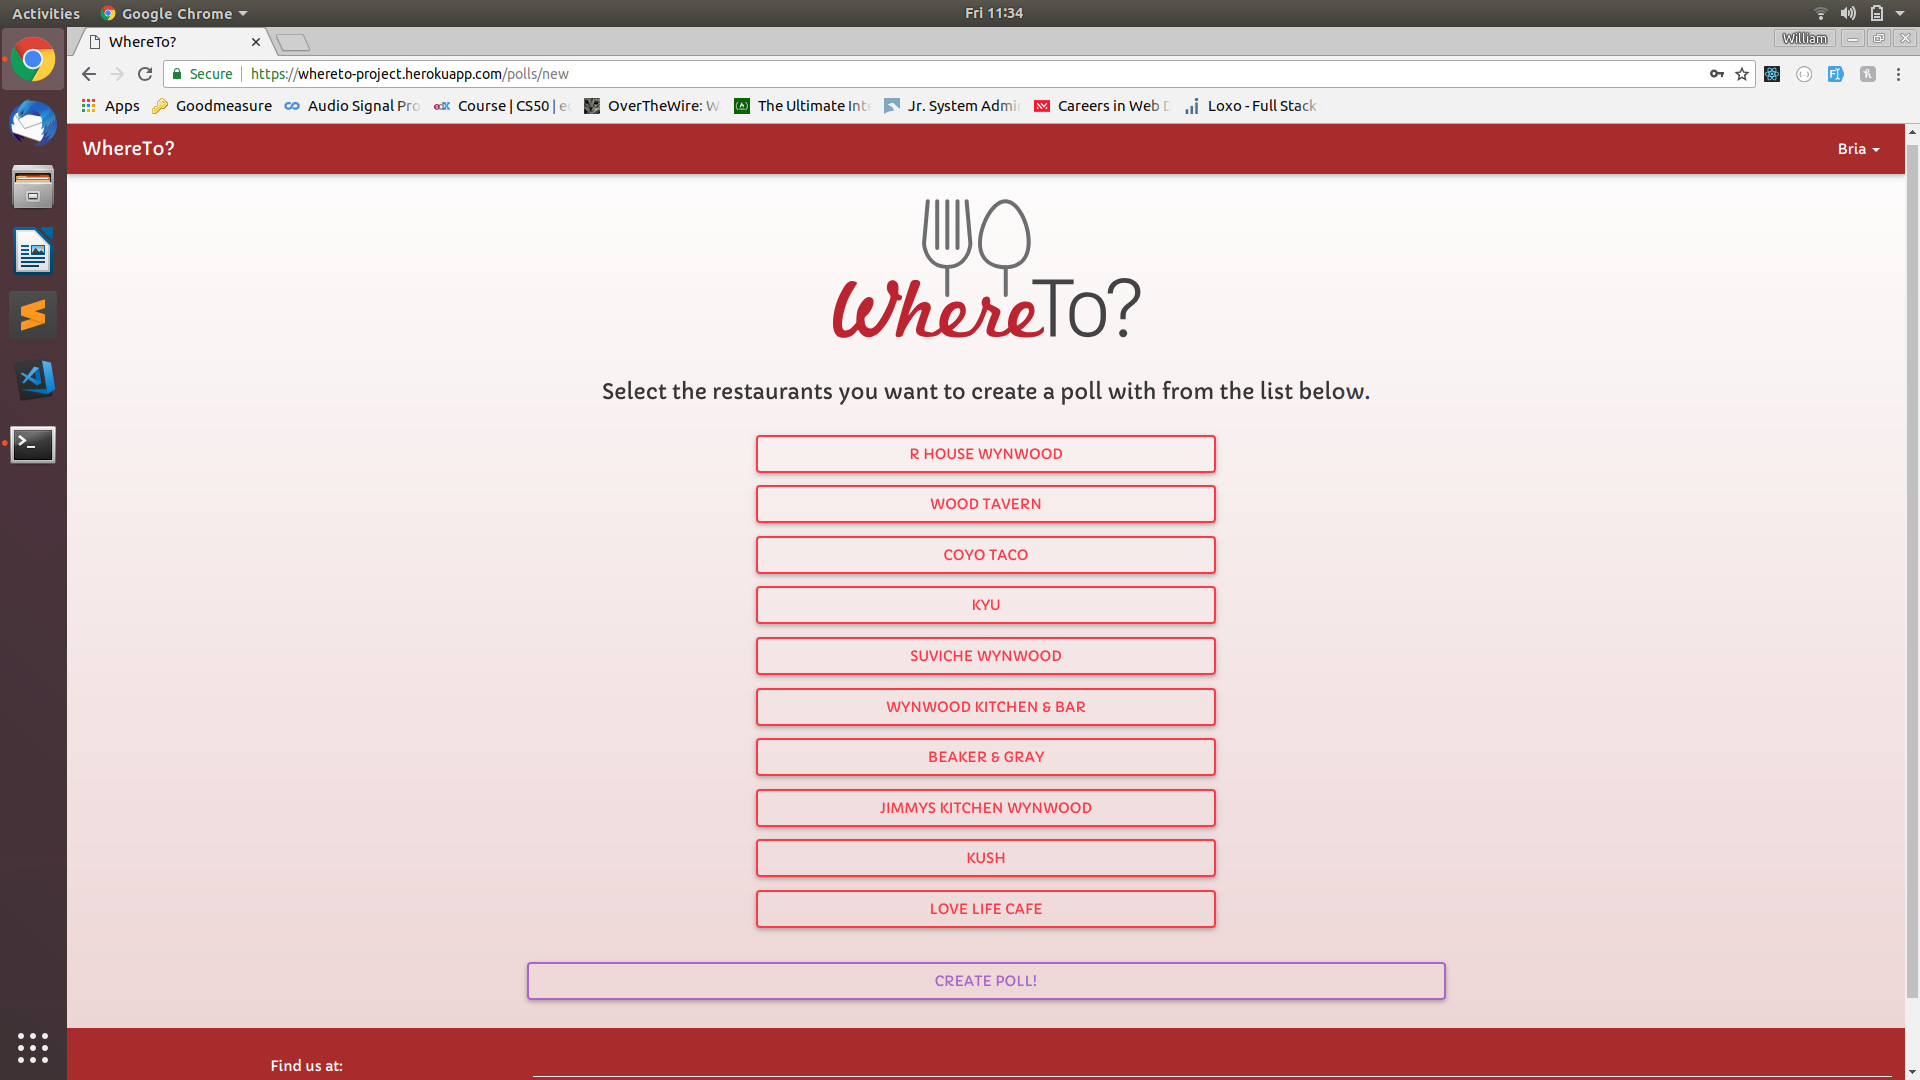 Activities
Google Chrome
Fri 11:34
WhereTo?
William
Secure
https://whereto-project.herokuapp.com/polls/new
Apps
Goodmeasure
Audio Signal Pro
Course | CS50 |
OverTheWire: W
The Ultimate Int
Jr. System Admi
Careers in Web D
Loxo - Full Stack
WhereTo?
Bria
WhereTo?
Select the restaurants you want to create a poll with from the list below.
R HOUSE WYNWOOD
WOOD TAVERN
COYO TACO
KYU
SUVICHE WYNWOOD
WYNWOOD KITCHEN & BAR
BEAKER & GRAY
JIMMYS KITCHEN WYNWOOD
KUSH
LOVE LIFE CAFE
CREATE POLL!
Find us at: